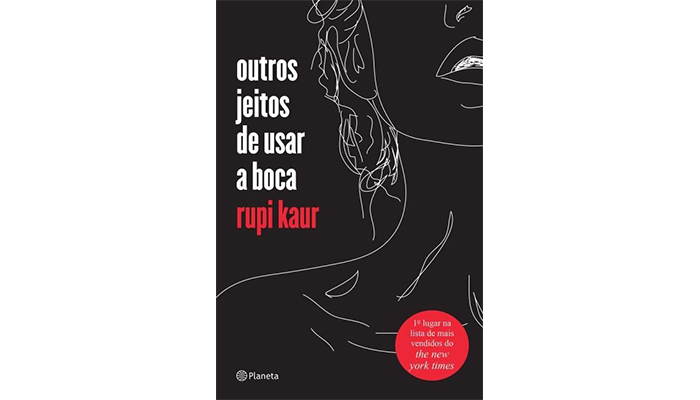 outros
jeitos
de usar
a boca
rupi kaur
1º lugar na
lista de mais
vendidos do
the new
york times
Planeta